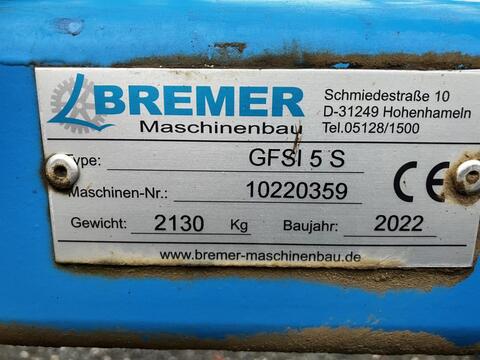 BREMER
Maschinenbau
Schmiedestraße 10
D-31249 Hohenhameln
Tel.05128/1500
Type: GFSI 5 S
Maschinen-Nr.: 10220359
Gewicht: 2130 Kg Baujahr: 2022
CE
www.bremer-maschinenbau.de